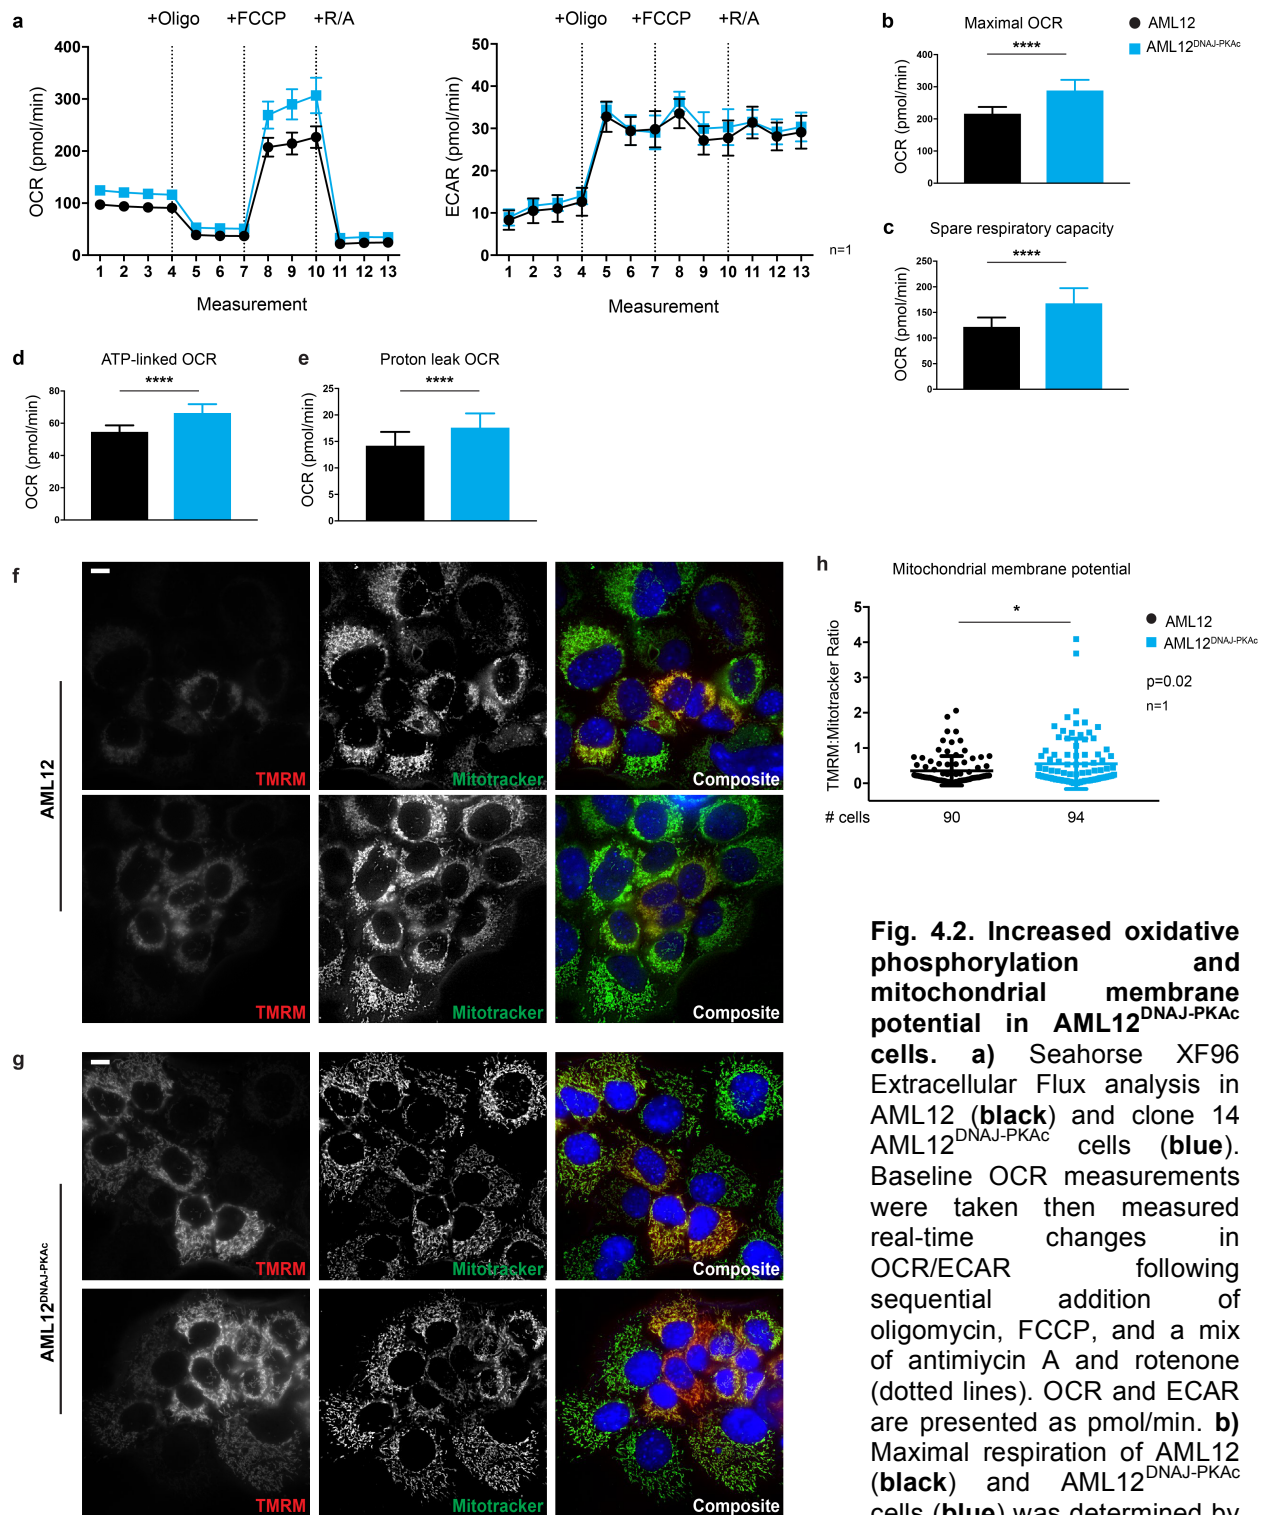 a
+Oligo +FCCP +R/A
400
300
200
100
0
OCR (pmol/min)
1 2 3 4 5 6 7 8 9 10 11 12 13
Measurement
+Oligo +FCCP +R/A
50
40
30
20
10
0
ECAR (pmol/min)
1 2 3 4 5 6 7 8 9 10 11 12 13
Measurement
n=1
b
Maximal OCR
****
400
300
200
100
0
OCR (pmol/min)
AML12
AML12DNAJ-PKAc
c
Spare respiratory capacity
****
250
200
150
100
50
0
OCR (pmol/min)
d
ATP-linked OCR
****
80
60
40
20
0
OCR (pmol/min)
e
Proton leak OCR
****
25
20
15
10
5
0
OCR (pmol/min)
f
AML12
TMRM
Mitotracker
Composite
TMRM
Mitotracker
Composite
g
AML12DNAJ-PKAc
TMRM
Mitotracker
Composite
TMRM
Mitotracker
Composite
h
Mitochondrial membrane potential
*
5
4
3
2
1
0
TMRM:Mitotracker Ratio
# cells 90 94
AML12
AML12DNAJ-PKAc
p=0.02
n=1
Fig. 4.2. Increased oxidative
phosphorylation and
mitochondrial membrane
potential in AML12DNAJ-PKAc
cells. a) Seahorse XF96
Extracellular Flux analysis in
AML12 (black) and clone 14
AML12DNAJ-PKAc cells (blue).
Baseline OCR measurements
were taken then measured
real-time changes in
OCR/ECAR following
sequential addition of
oligomycin, FCCP, and a mix
of antimiycin A and rotenone
(dotted lines). OCR and ECAR
are presented as pmol/min. b)
Maximal respiration of AML12
(black) and AML12DNAJ-PKAc
cells (blue) was determined by